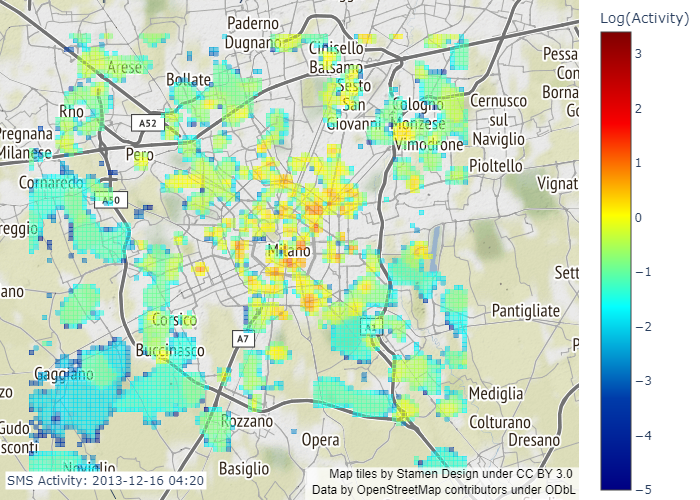 Log(Activity)
3
2
1
0
−1
−2
−3
−4
−5
Paderno
Dugnano
Cinisello
Balsamo
Arese
Bollate
Sesto
San
Giovanni
Rho
Cologno
Monzese
Cernusco
sul
Naviglio
A52
Pregnana
Milanese
Pero
Vimodrone
Pioltello
Cornaredo
A50
Vignat
reggio
Milano
Sett
ano
Pantigliate
Corsico
A1
A7
Buccinasco
Gaggiano
Mediglia
Rozzano
Colturano
Dresano
Opera
Gudo
sconti
Noviglio
Basiglio
Pessa
Con
Borna
Go
P
zo
SMS Activity: 2013-12-16 04:20
Map tiles by Stamen Design under CC BY 3.0
Data by OpenStreetMap contributors under ODbL